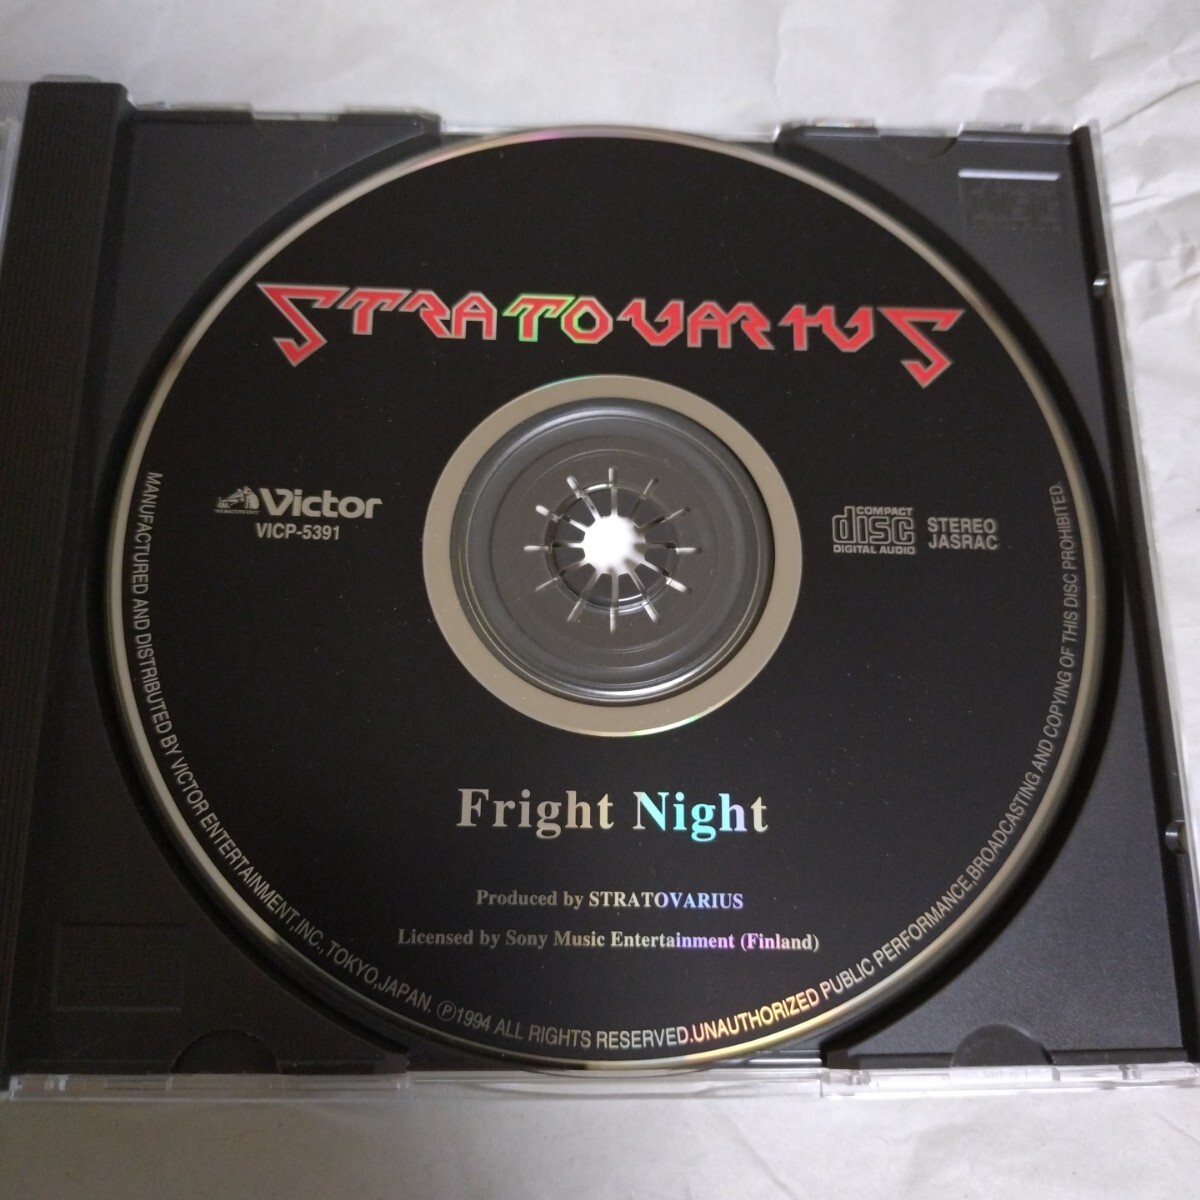 STRATOVARIUS
Victor
VICP-5391
COMPACT
disc
DIGITAL AUDIO
STEREO
JASRAC
Fright Night
Produced by STRATOVARIUS
Licensed by Sony Music Entertainment (Finland)
MANUFACTURED AND DISTRIBUTED BY VICTOR ENTERTAINMENT,INC,TOKYO,JAPAN. ℗1994 ALL RIGHTS RESERVED.UNAUTHORIZED PUBLIC PERFORMANCE,BROADCASTING AND COPYING OF THIS DISC PROHIBITED.